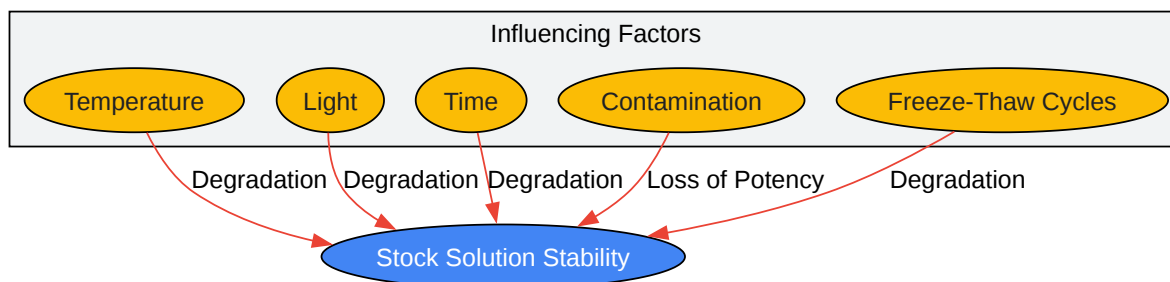 Influencing Factors
Temperature
Light
Time
Contamination
Freeze-Thaw Cycles
Degradation
Degradation
Degradation
Loss of Potency
Degradation
Stock Solution Stability